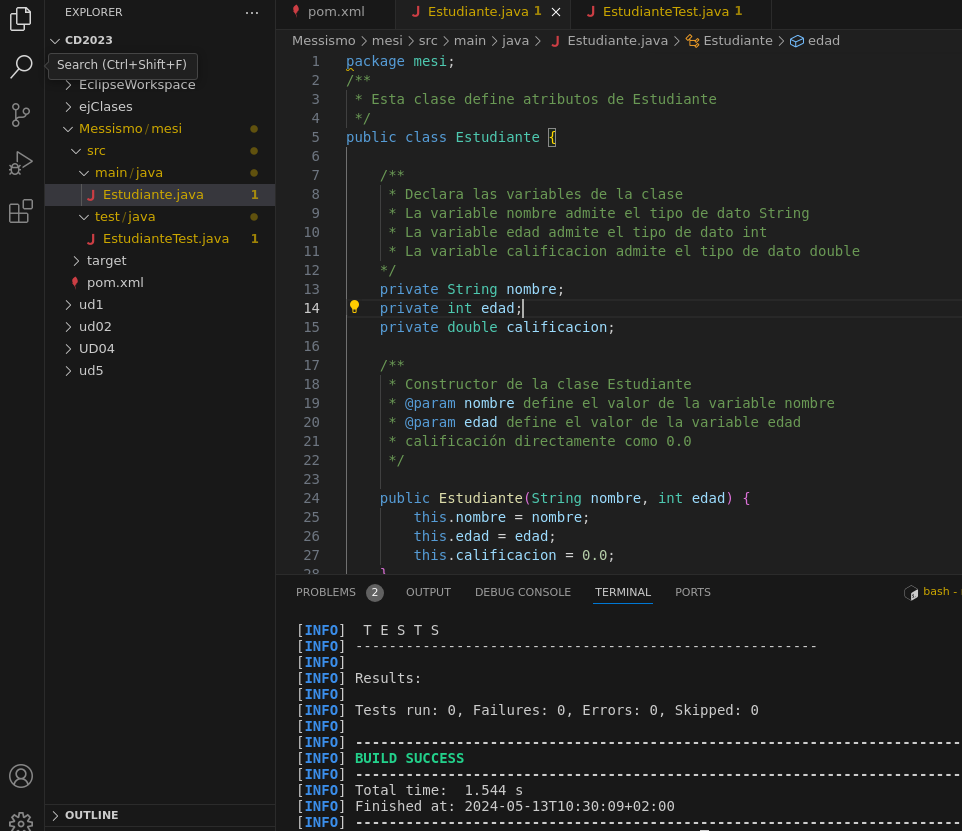 EXPLORER
CD2023
Search (Ctrl+Shift+F)
EclipseWorkspace
ejClases
Messismo / mesi
src
main / java
Estudiante.java 1
test / java
EstudianteTest.java 1
target
pom.xml
ud1
ud02
UD04
ud5
OUTLINE
pom.xml
Estudiante.java 1
EstudianteTest.java 1
Messismo > mesi > src > main > java > Estudiante.java > Estudiante > edad
1 package mesi;
2 /**
3 * Esta clase define atributos de Estudiante
4 */
5 public class Estudiante {
6
7 /**
8 * Declara las variables de la clase
9 * La variable nombre admite el tipo de dato String
10 * La variable edad admite el tipo de dato int
11 * La variable calificacion admite el tipo de dato double
12 */
13 private String nombre;
14 private int edad;
15 private double calificacion;
16
17 /**
18 * Constructor de la clase Estudiante
19 * @param nombre define el valor de la variable nombre
20 * @param edad define el valor de la variable edad
21 * calificación directamente como 0.0
22 */
23
24 public Estudiante(String nombre, int edad) {
25 this.nombre = nombre;
26 this.edad = edad;
27 this.calificacion = 0.0;
28 }
PROBLEMS 2 OUTPUT DEBUG CONSOLE TERMINAL PORTS
bash -
[INFO] T E S T S
[INFO] -------------------------------------------------------
[INFO]
[INFO] Results:
[INFO]
[INFO] Tests run: 0, Failures: 0, Errors: 0, Skipped: 0
[INFO]
[INFO] ------------------------------------------------------------------------
[INFO] BUILD SUCCESS
[INFO] ------------------------------------------------------------------------
[INFO] Total time: 1.544 s
[INFO] Finished at: 2024-05-13T10:30:09+02:00
[INFO] ------------------------------------------------------------------------